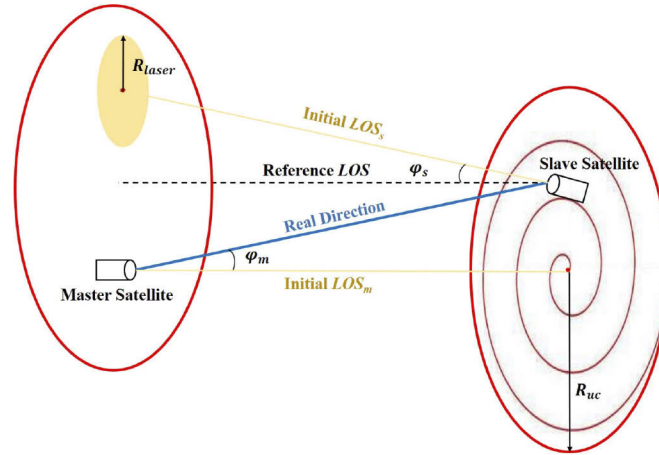 R_laser
Initial LOS_s
Slave Satellite
Reference LOS
φ_s
Real Direction
φ_m
Master Satellite
Initial LOS_m
R_uc